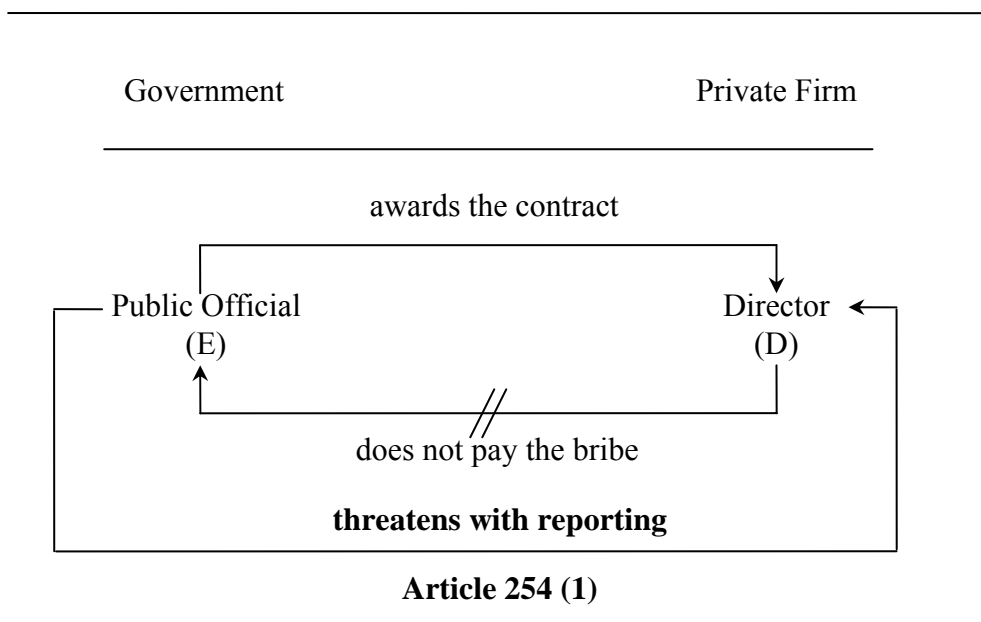 Government Private Firm
awards the contract
Public Official Director
(E) (D)
does not pay the bribe
threatens with reporting
Article 254 (1)